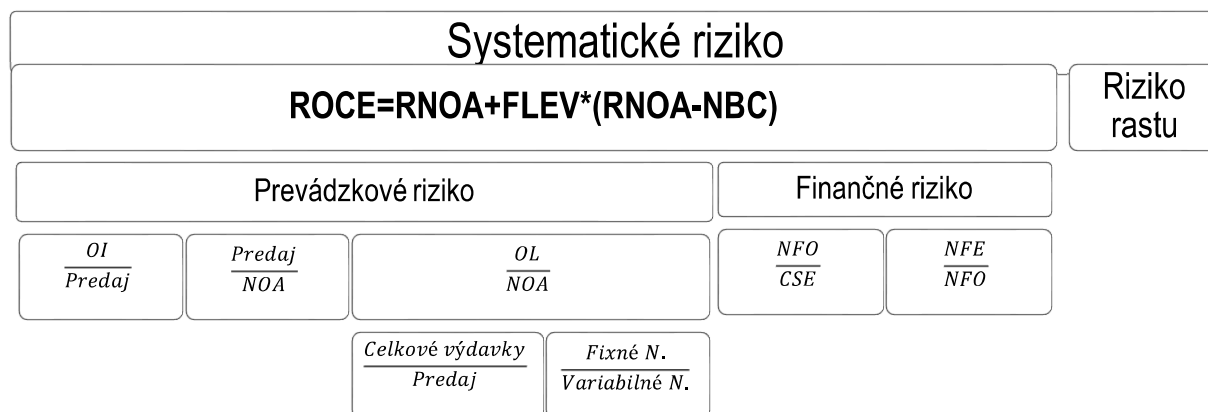 Systematické riziko
ROCE=RNOA+FLEV*(RNOA-NBC)
Riziko
rastu
Prevádzkové riziko
Finančné riziko
OI
Predaj
Predaj
NOA
OL
NOA
NFO
CSE
NFE
NFO
Celkové výdavky
Predaj
Fixné N.
Variabilné N.